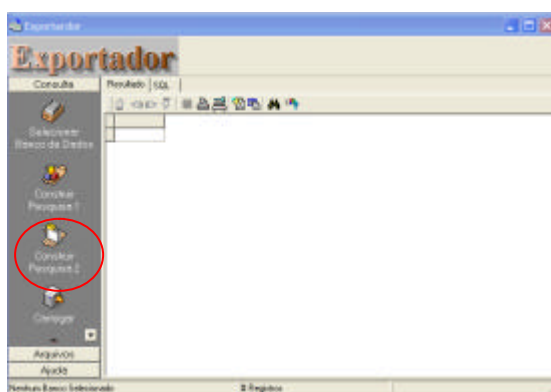 Exportador
Exportador
Consulta
Resultado SQL
Selecionar
Banco de Dados
Construir
Pesquisa 1
Construir
Pesquisa 2
Carregar
Arquivos
Ajuda
Nenhum Banco Selecionado
0 Registros